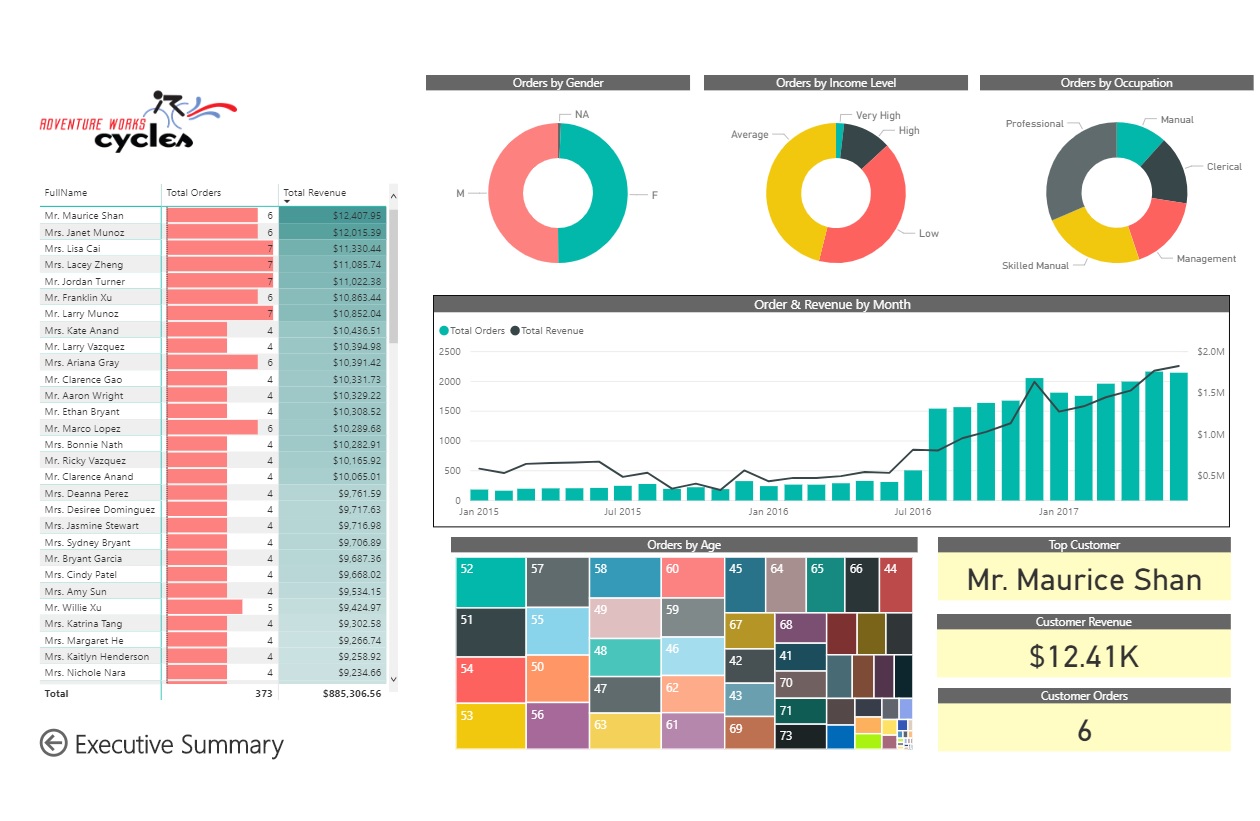 ADVENTURE WORKS
cycles
FullName Total Orders Total Revenue
Mr. Maurice Shan 6 $12,407.95
Mr. Janet Munoz 6 $12,015.39
Mrs. Lisa Cai 7 $11,330.44
Mrs. Lacey Zheng 7 $11,085.74
Mr. Jordan Turner 7 $11,022.38
Mr. Franklin Xu 6 $10,863.44
Mr. Larry Munoz 7 $10,852.04
Mrs. Kate Anand 4 $10,436.51
Mr. Larry Vazquez 4 $10,394.98
Mrs. Ariana Gray 6 $10,391.42
Mr. Clarence Gao 4 $10,331.73
Mr. Aaron Wright 4 $10,329.22
Mr. Ethan Bryant 4 $10,308.52
Mr. Marco Lopez 6 $10,289.68
Mrs. Bonnie Nath 4 $10,282.91
Mr. Ricky Vazquez 4 $10,165.92
Mr. Clarence Anand 4 $10,065.01
Mrs. Deanna Perez 4 $9,761.59
Mrs. Desiree Dominguez 4 $9,717.63
Mrs. Jasmine Stewart 4 $9,716.98
Mrs. Sydney Bryant 4 $9,706.89
Mr. Bryant Garcia 4 $9,687.36
Mrs. Cindy Patel 4 $9,668.02
Mrs. Amy Sun 4 $9,534.15
Mr. Willie Xu 5 $9,424.97
Mrs. Katrina Tang 4 $9,302.58
Mrs. Margaret He 4 $9,266.74
Mrs. Kaitlyn Henderson 4 $9,258.92
Mrs. Nichole Nara 4 $9,234.66
Total 373 $885,306.56
Executive Summary
Orders by Gender
NA
M
F
Orders by Income Level
Very High
High
Average
Low
Orders by Occupation
Professional
Manual
Clerical
Skilled Manual
Management
Order & Revenue by Month
Total Orders Total Revenue
2500
2000
1500
1000
500
0
$2.0M
$1.5M
$1.0M
$0.5M
Jan 2015 Jul 2015 Jan 2016 Jul 2016 Jan 2017
Orders by Age
52
51
54
53
57
55
50
56
58
49
48
47
63
60
59
46
62
61
45
64
65
66
44
67
42
43
69
68
41
70
71
73
Top Customer
Mr. Maurice Shan
Customer Revenue
$12.41K
Customer Orders
6